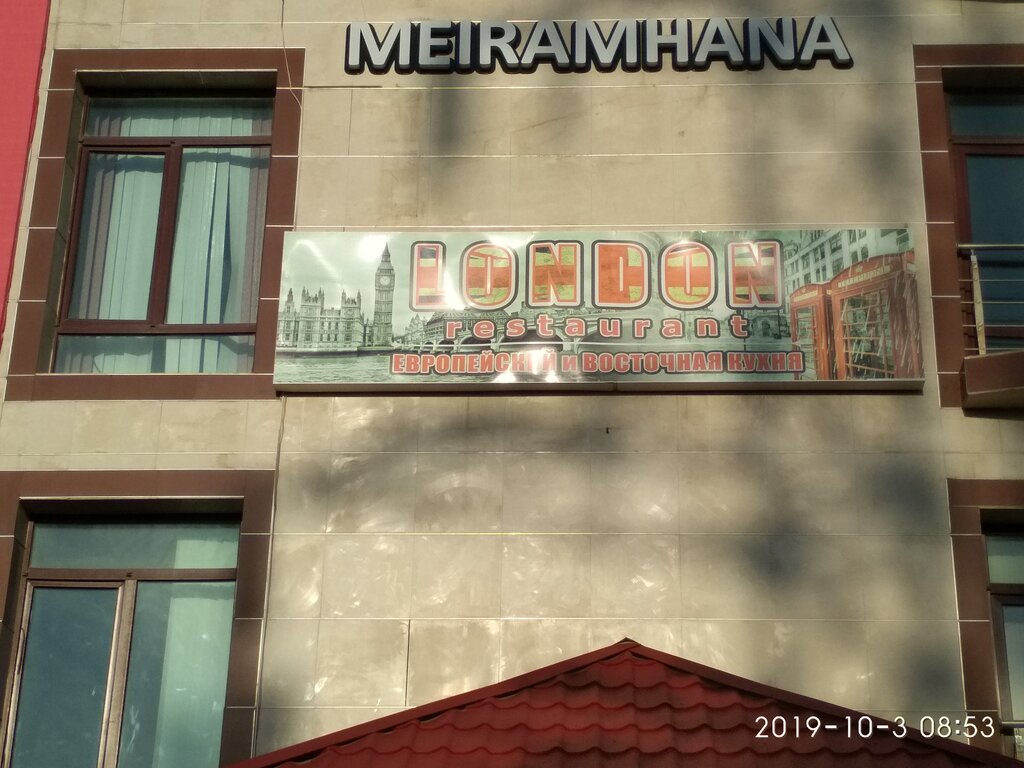 MEIRAMHANA
LONDON
restaurant
ЕВРОПЕЙСКИЙ и ВОСТОЧНАЯ КУХНЯ
2019-10-3 08:53